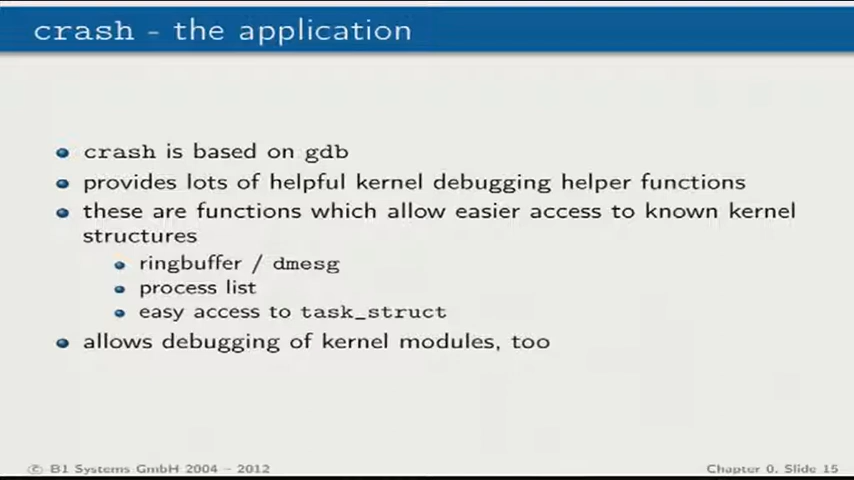 crash - the application
crash is based on gdb
provides lots of helpful kernel debugging helper functions
these are functions which allow easier access to known kernel
structures
ringbuffer / dmesg
process list
easy access to task_struct
allows debugging of kernel modules, too
© B1 Systems GmbH 2004 – 2012
Chapter 0, Slide 15